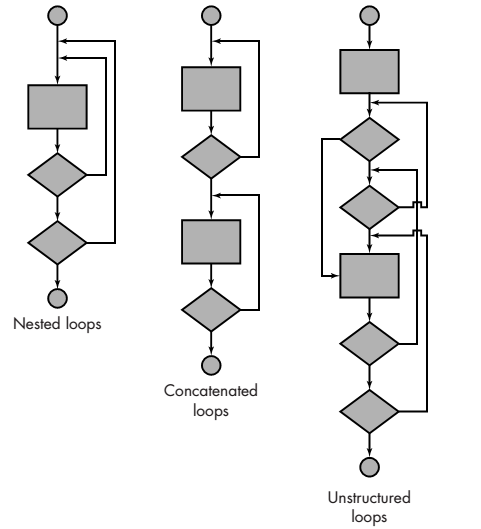 Nested loops
Concatenated
loops
Unstructured
loops